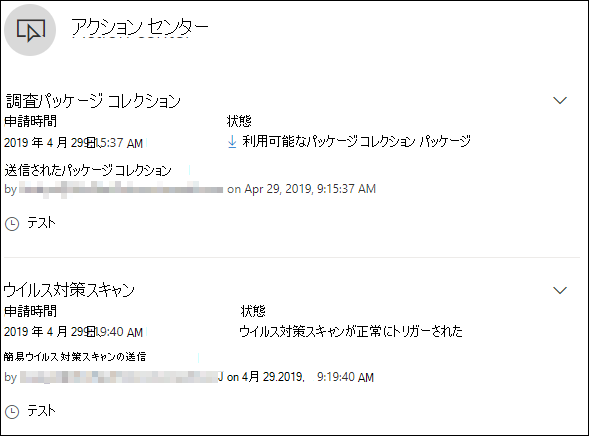 アクション センター
調査パッケージ コレクション
申請時間 状態
2019 年 4 月 29日、15:37 AM 利用可能なパッケージ コレクション パッケージ
送信されたパッケージ コレクション
by on Apr 29, 2019, 9:15:37 AM
テスト
ウイルス対策スキャン
申請時間 状態
2019 年 4 月 29日、19:40 AM ウイルス対策スキャンが正常にトリガーされた
簡易ウイルス対策スキャンの送信
by on 4月 29.2019, 9:19:40 AM
テスト